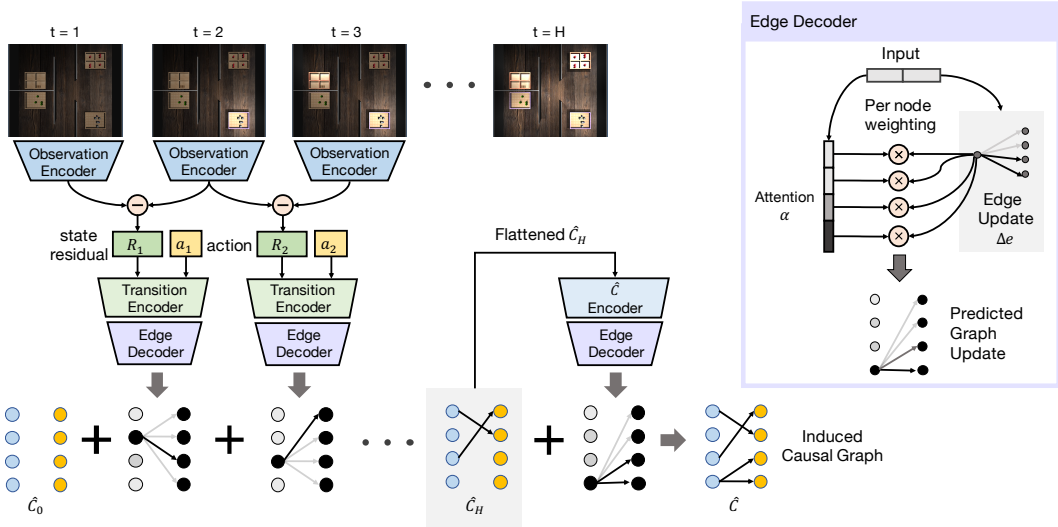 t = 1
t = 2
t = 3
t = H
Observation
Encoder
Observation
Encoder
Observation
Encoder
−
−
state
residual
R₁
a₁
action
R₂
a₂
Transition
Encoder
Transition
Encoder
Edge
Decoder
Edge
Decoder
Flattened Ĉ_H
Ĉ
Encoder
Edge
Decoder
+
+
• • •
+
Ĉ₀
Ĉ_H
Ĉ
Induced
Causal Graph
Edge Decoder
Input
Per node
weighting
×
×
×
×
Attention
α
Edge
Update
Δe
Predicted
Graph
Update